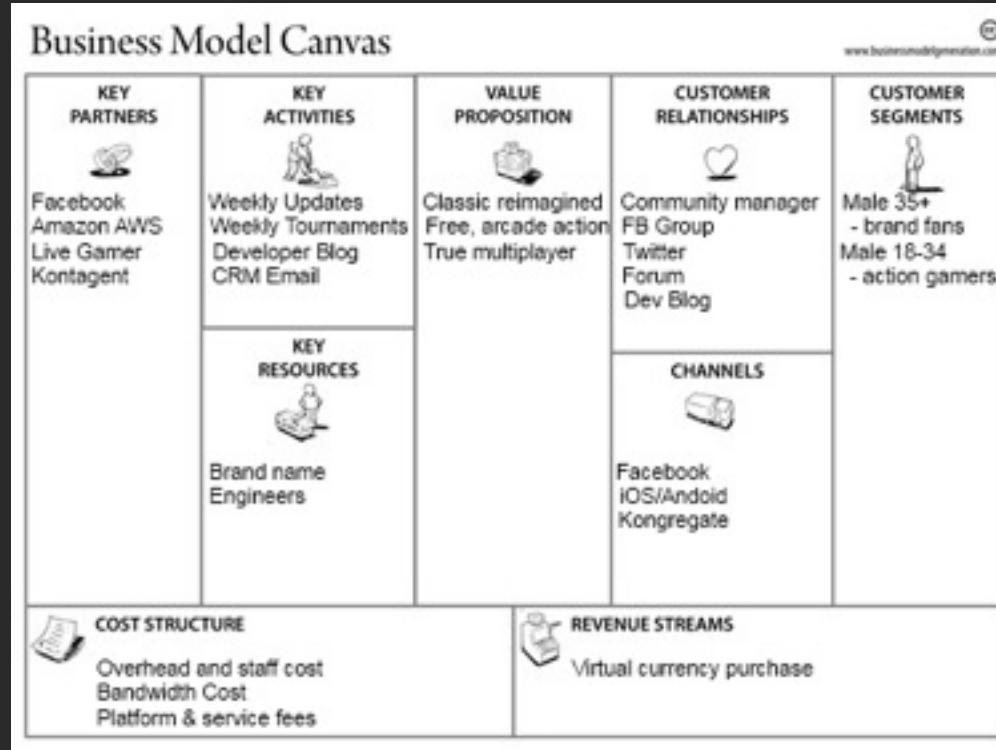 Business Model Canvas
www.businessmodelgeneration.com
KEY
PARTNERS
Facebook
Amazon AWS
Live Gamer
Kontagent
KEY
ACTIVITIES
Weekly Updates
Weekly Tournaments
Developer Blog
CRM Email
KEY
RESOURCES
Brand name
Engineers
VALUE
PROPOSITION
Classic reimagined
Free, arcade action
True multiplayer
CUSTOMER
RELATIONSHIPS
Community manager
FB Group
Twitter
Forum
Dev Blog
CHANNELS
Facebook
iOS/Andoid
Kongregate
CUSTOMER
SEGMENTS
Male 35+
- brand fans
Male 18-34
- action gamers
COST STRUCTURE
Overhead and staff cost
Bandwidth Cost
Platform & service fees
REVENUE STREAMS
Virtual currency purchase